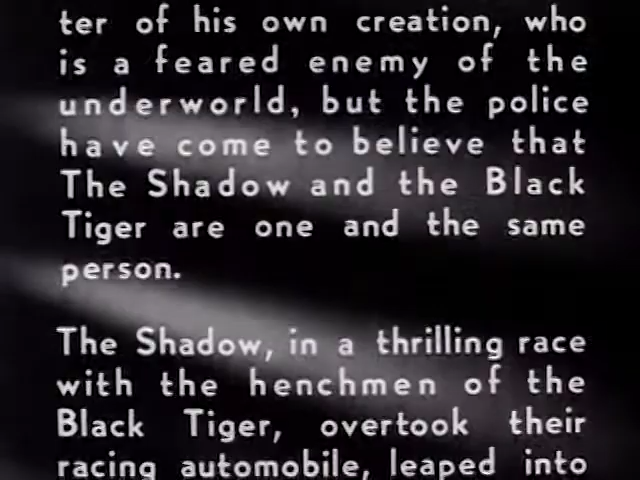 ter of his own creation, who
is a feared enemy of the
underworld, but the police
have come to believe that
The Shadow and the Black
Tiger are one and the same
person.
The Shadow, in a thrilling race
with the henchmen of the
Black Tiger, overtook their
racing automobile, leaped into